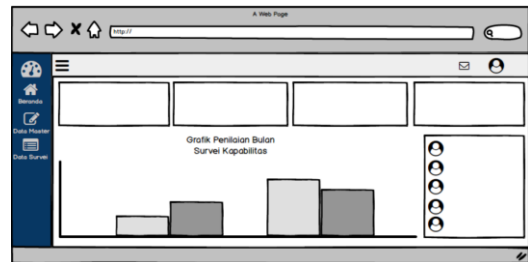 A Web Page
http://
Beranda
Data Master
Data Survei
Grafik Penilaian Bulan
Survei Kapabilitas